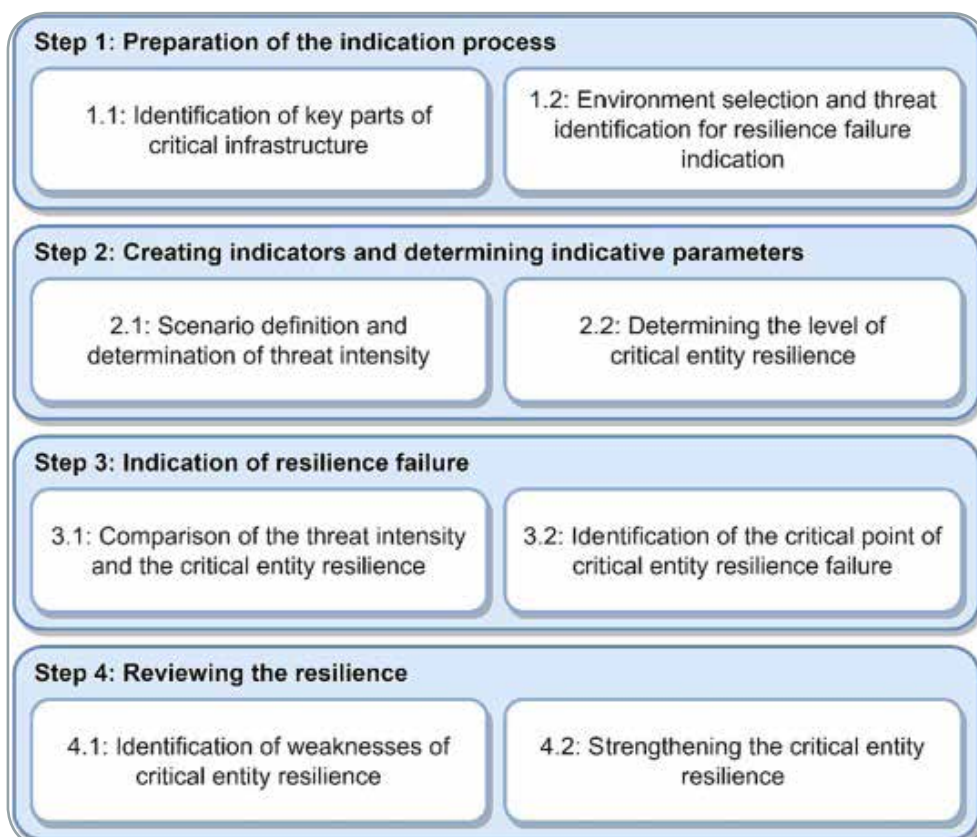 Step 1: Preparation of the indication process
1.1: Identification of key parts of
critical infrastructure
1.2: Environment selection and threat
identification for resilience failure
indication
Step 2: Creating indicators and determining indicative parameters
2.1: Scenario definition and
determination of threat intensity
2.2: Determining the level of
critical entity resilience
Step 3: Indication of resilience failure
3.1: Comparison of the threat intensity
and the critical entity resilience
3.2: Identification of the critical point of
critical entity resilience failure
Step 4: Reviewing the resilience
4.1: Identification of weaknesses of
critical entity resilience
4.2: Strengthening the critical entity
resilience